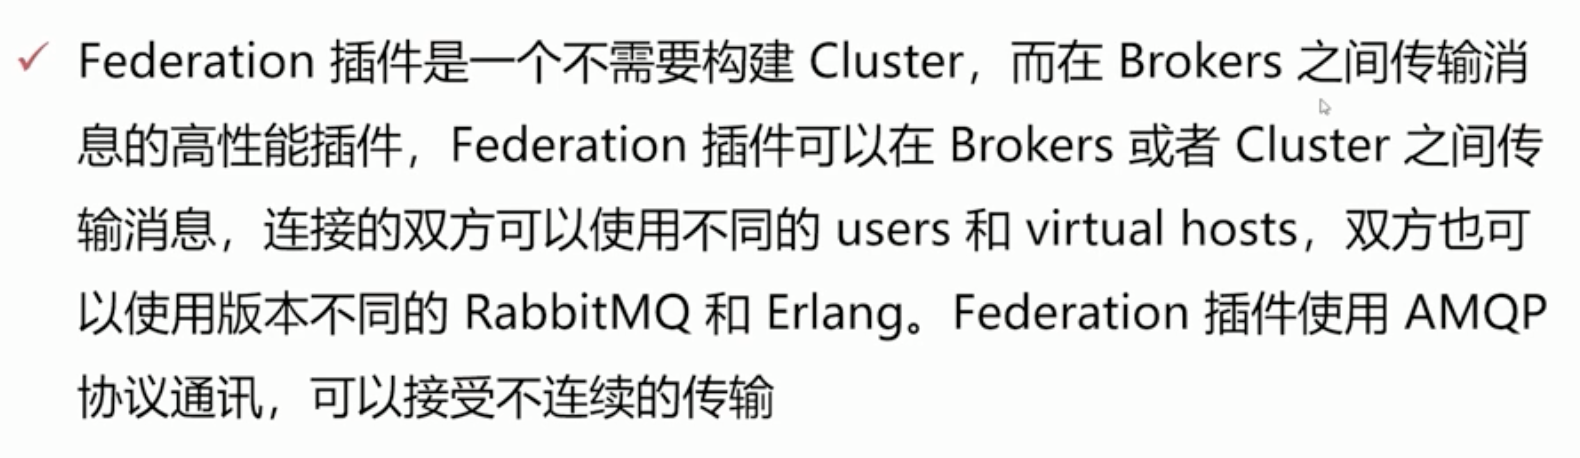 ✓ Federation 插件是一个不需要构建 Cluster，而在 Brokers 之间传输消
息的高性能插件，Federation 插件可以在 Brokers 或者 Cluster 之间传
输消息，连接的双方可以使用不同的 users 和 virtual hosts，双方也可
以使用版本不同的 RabbitMQ 和 Erlang。Federation 插件使用 AMQP
协议通讯，可以接受不连续的传输